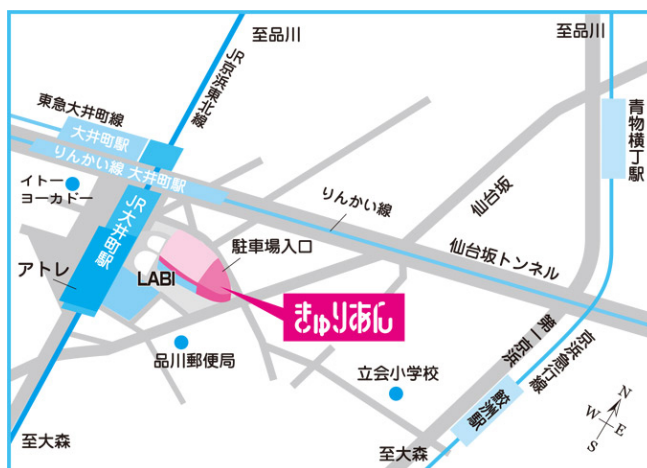 至品川
至品川
JR京浜東北線
東急大井町線
大井町駅
りんかい線 大井町駅
青物横丁駅
イトー
ヨーカドー
りんかい線
仙台坂
JR大井町駅
駐車場入口
仙台坂トンネル
アトレ
LABI
きゅりあん
第一京浜
京浜急行線
品川郵便局
立会小学校
鮫洲駅
至大森
至大森
N
W
E
S